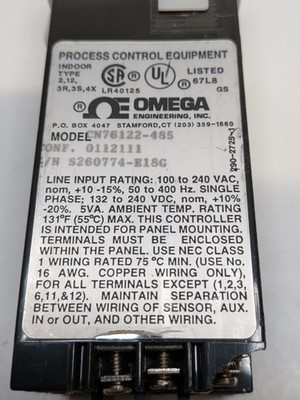 PROCESS CONTROL EQUIPMENT
INDOOR TYPE 2,12, 3R,3S,4X
SA
LR40125
UL
LISTED
67L8
GS
OMEGA
ENGINEERING, INC.
P.O. BOX 4047 STAMFORD,CT (203) 359-1660
MODEL CN76122-485
CONF. 0112111
S/N S260774-E18G
290-2725-
LINE INPUT RATING: 100 to 240 VAC,
nom, +10 -15%, 50 to 400 Hz. SINGLE
PHASE; 132 to 240 VDC, nom, +10%
-20%. 5VA. AMBIENT TEMP. RATING
131°F (55°C) MAX. THIS CONTROLLER
IS INTENDED FOR PANEL MOUNTING.
TERMINALS MUST BE ENCLOSED
WITHIN THE PANEL. USE NEC CLASS
1 WIRING RATED 75°C MIN. (USE No.
16 AWG. COPPER WIRING ONLY),
FOR ALL TERMINALS EXCEPT (1,2,3,
6,11,&12). MAINTAIN SEPARATION
BETWEEN WIRING OF SENSOR, AUX.
IN or OUT, AND OTHER WIRING.